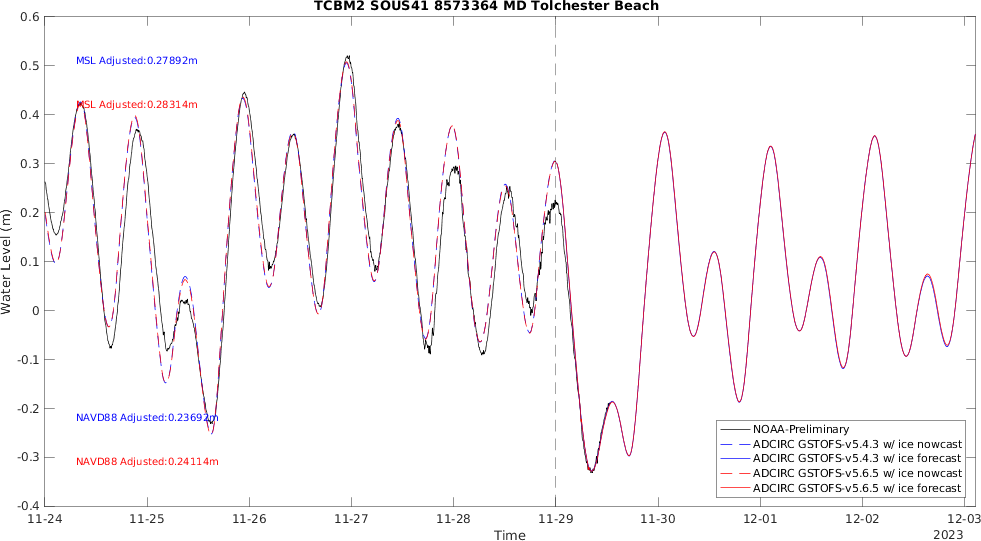 TCBM2 SOUS41 8573364 MD Tolchester Beach
0.6
0.5
0.4
0.3
0.2
0.1
0
-0.1
-0.2
-0.3
-0.4
Water Level (m)
MSL Adjusted:0.27892m
MSL Adjusted:0.28314m
NAVD88 Adjusted:0.23692m
NAVD88 Adjusted:0.24114m
NOAA-Preliminary
ADCIRC GSTOFS-v5.4.3 w/ ice nowcast
ADCIRC GSTOFS-v5.4.3 w/ ice forecast
ADCIRC GSTOFS-v5.6.5 w/ ice nowcast
ADCIRC GSTOFS-v5.6.5 w/ ice forecast
11-24 11-25 11-26 11-27 11-28 11-29 11-30 12-01 12-02 12-03
Time
2023